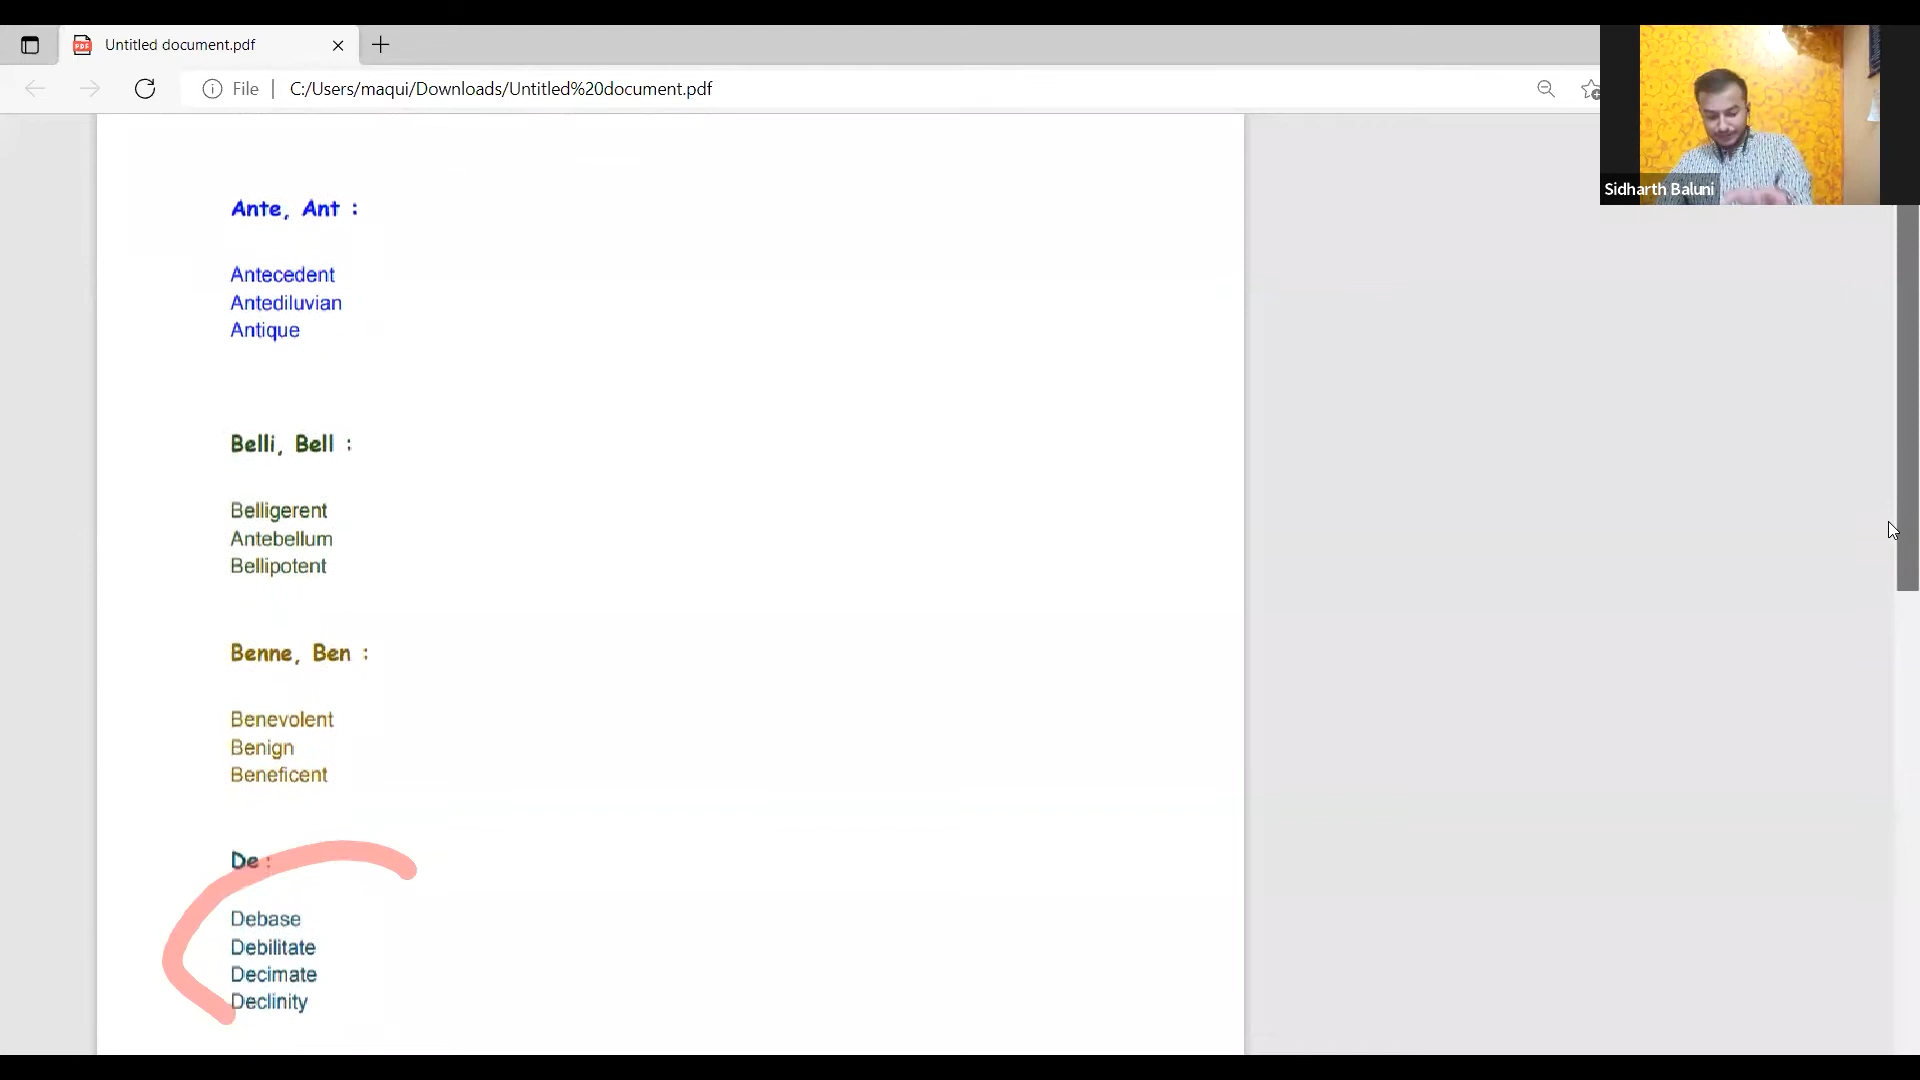 Untitled document.pdf
File | C:/Users/maqui/Downloads/Untitled%20document.pdf
Sidharth Baluni
Ante, Ant :
Antecedent
Antediluvian
Antique
Belli, Bell :
Belligerent
Antebellum
Bellipotent
Benne, Ben :
Benevolent
Benign
Beneficent
De :
Debase
Debilitate
Decimate
Declinity